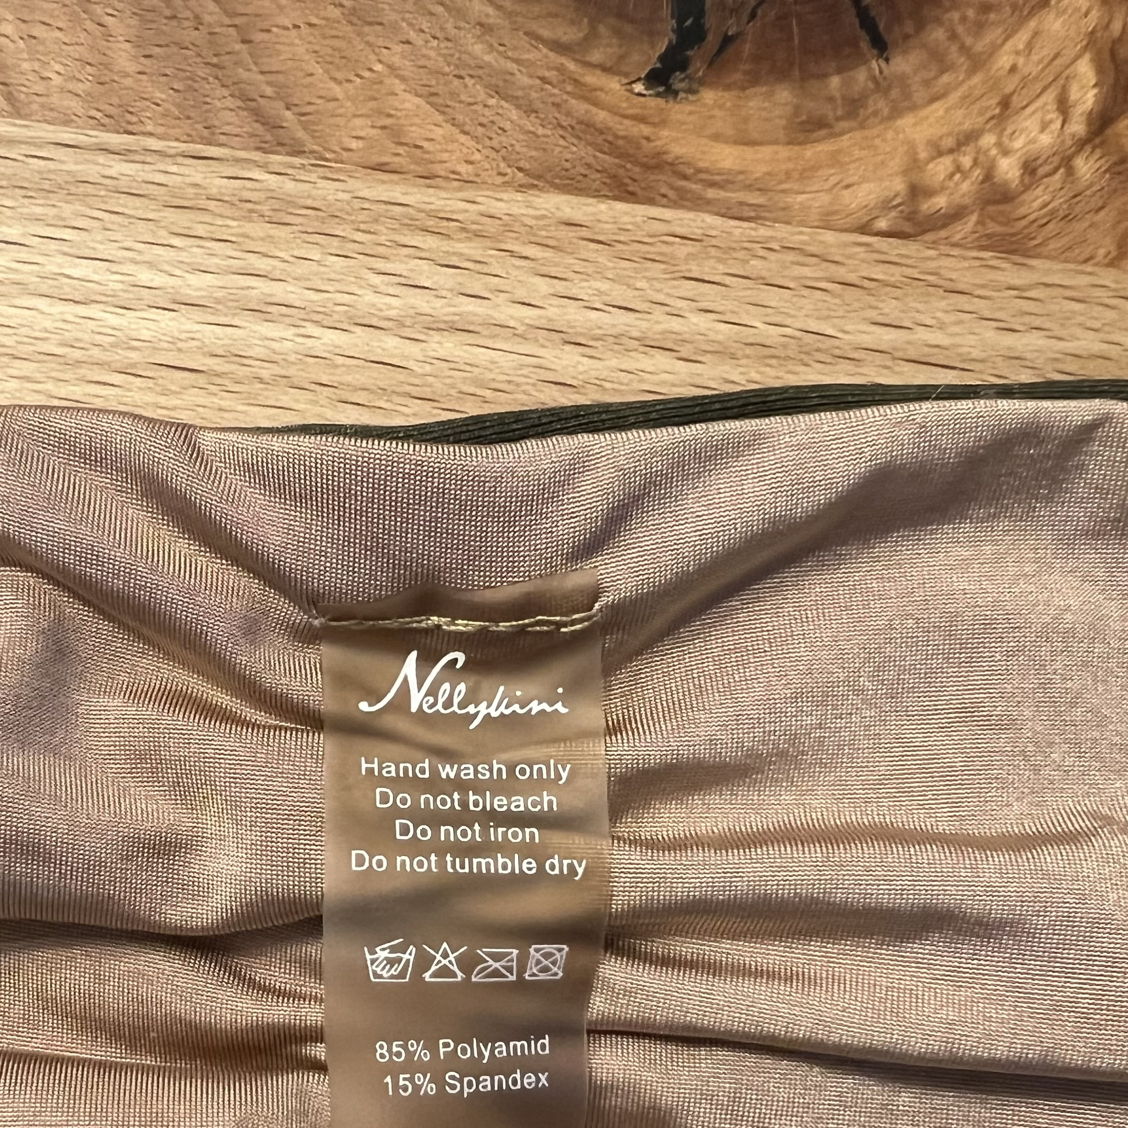 Nellykini
Hand wash only
Do not bleach
Do not iron
Do not tumble dry
85% Polyamid
15% Spandex